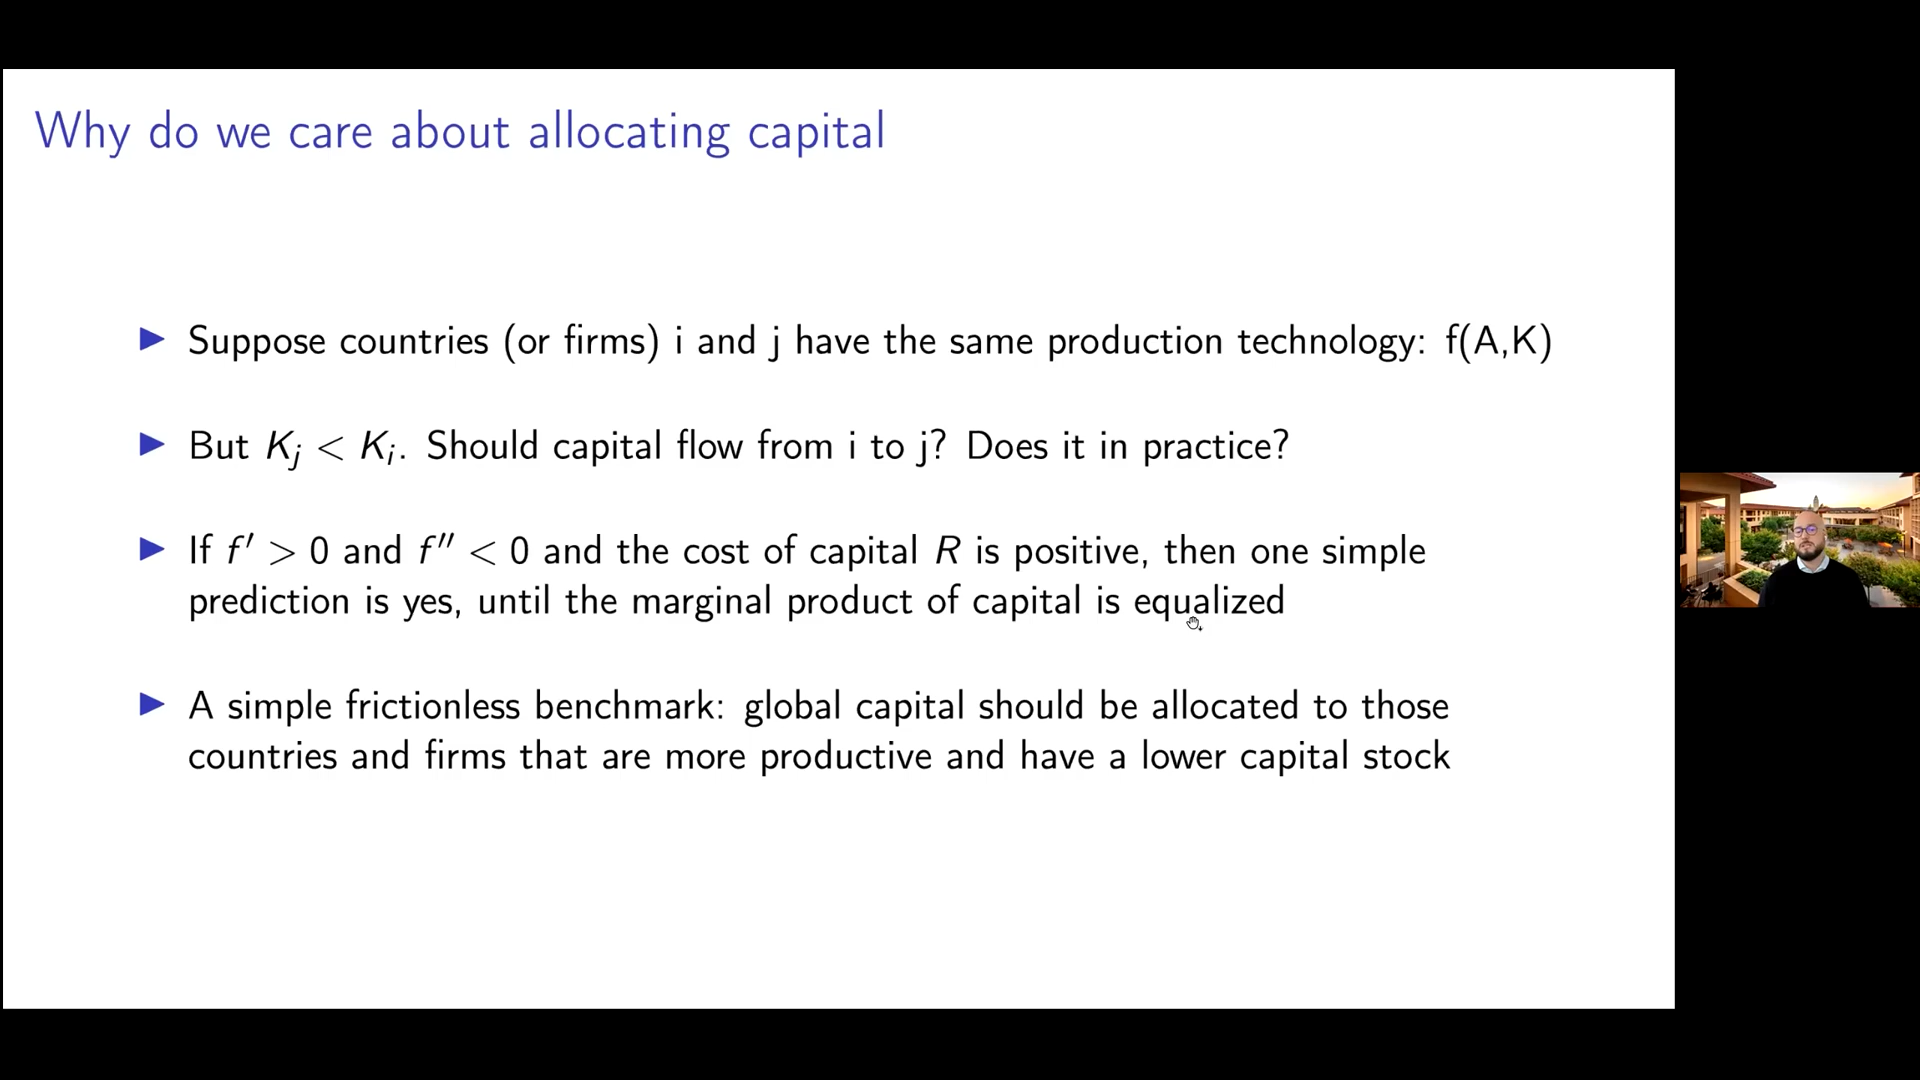 Why do we care about allocating capital
▶ Suppose countries (or firms) i and j have the same production technology: f(A,K)
▶ But K_j < K_i. Should capital flow from i to j? Does it in practice?
▶ If f′ > 0 and f″ < 0 and the cost of capital R is positive, then one simple
prediction is yes, until the marginal product of capital is equalized
▶ A simple frictionless benchmark: global capital should be allocated to those
countries and firms that are more productive and have a lower capital stock